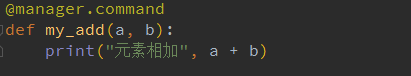 @manager.command
def my_add(a, b):
    print("元素相加", a + b)